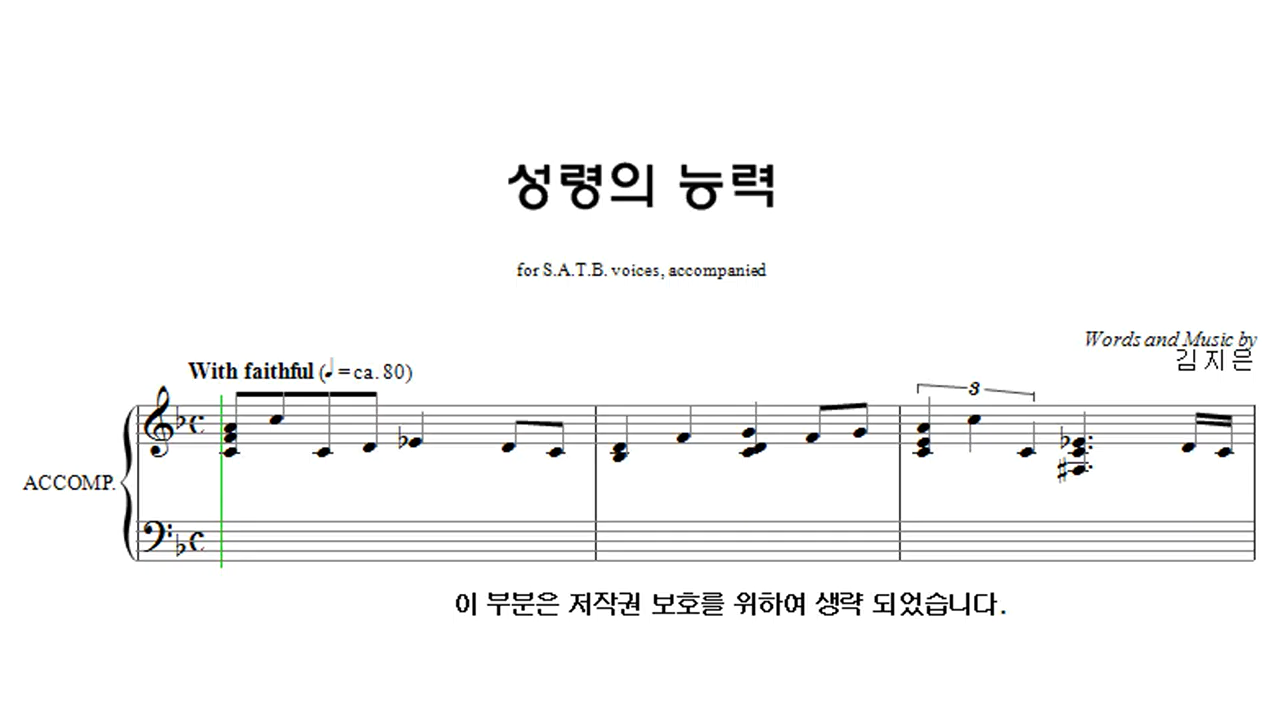 성령의 능력
for S.A.T.B. voices, accompanied
Words and Music by
김 지 은
With faithful (♩ = ca. 80)
3
ACCOMP.
이 부분은 저작권 보호를 위하여 생략 되었습니다.